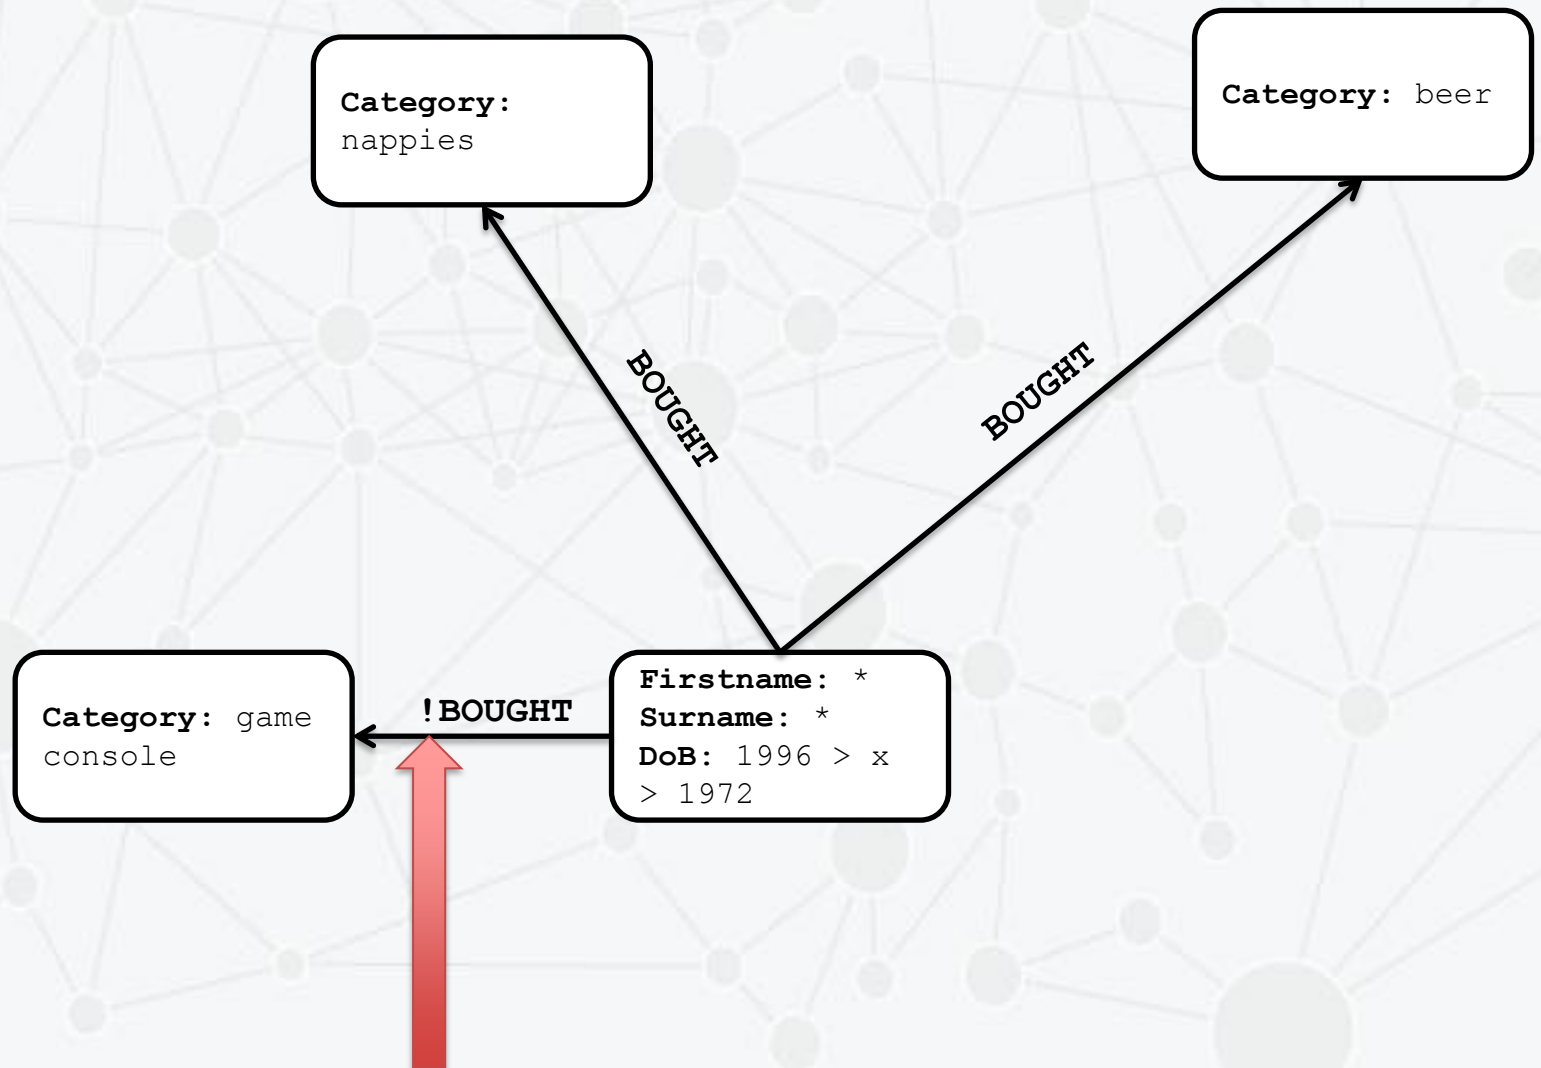 Category:
nappies
Category: beer
BOUGHT
BOUGHT
Category: game
console
!BOUGHT
Firstname: *
Surname: *
DoB: 1996 > x
> 1972